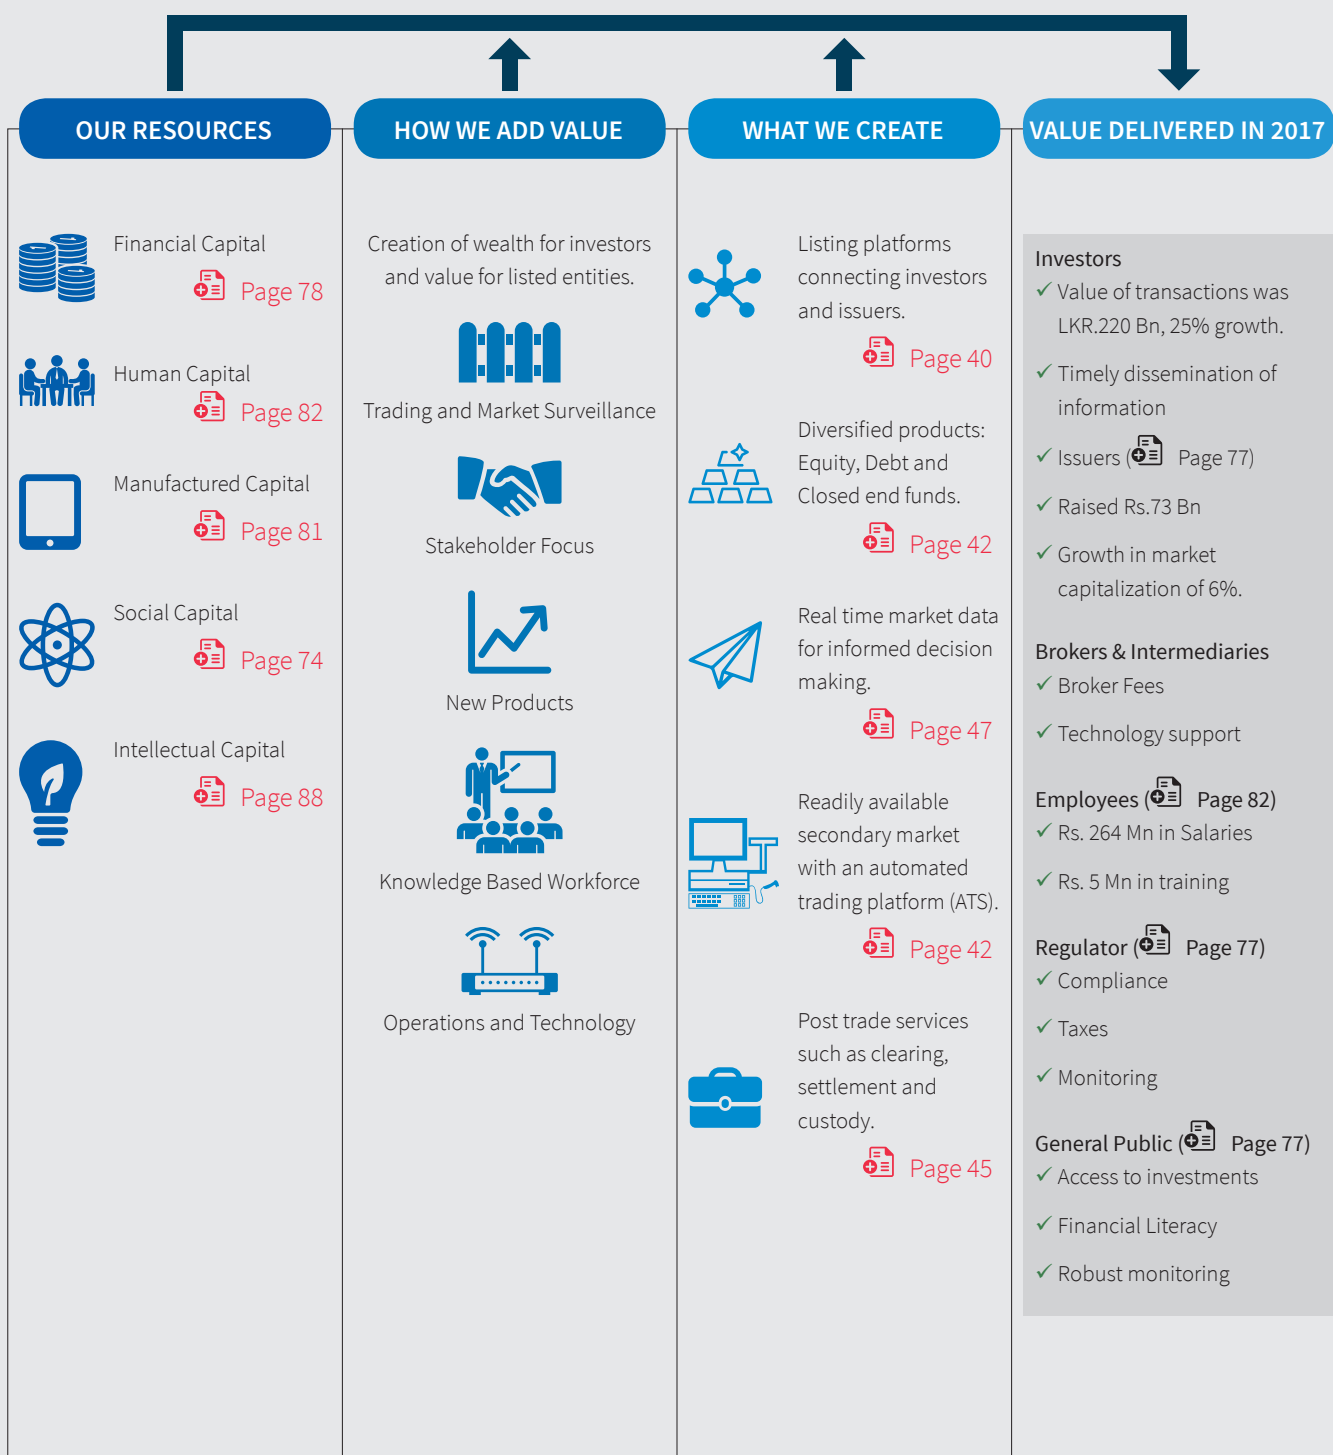 OUR RESOURCES
Financial Capital
Page 78
Human Capital
Page 82
Manufactured Capital
Page 81
Social Capital
Page 74
Intellectual Capital
Page 88
HOW WE ADD VALUE
Creation of wealth for investors
and value for listed entities.
Trading and Market Surveillance
Stakeholder Focus
New Products
Knowledge Based Workforce
Operations and Technology
WHAT WE CREATE
Listing platforms
connecting investors
and issuers.
Page 40
Diversified products:
Equity, Debt and
Closed end funds.
Page 42
Real time market data
for informed decision
making.
Page 47
Readily available
secondary market
with an automated
trading platform (ATS).
Page 42
Post trade services
such as clearing,
settlement and
custody.
Page 45
VALUE DELIVERED IN 2017
Investors
✓ Value of transactions was
LKR.220 Bn, 25% growth.
✓ Timely dissemination of
information
✓ Issuers ( Page 77)
✓ Raised Rs.73 Bn
✓ Growth in market
capitalization of 6%.
Brokers & Intermediaries
✓ Broker Fees
✓ Technology support
Employees ( Page 82)
✓ Rs. 264 Mn in Salaries
✓ Rs. 5 Mn in training
Regulator ( Page 77)
✓ Compliance
✓ Taxes
✓ Monitoring
General Public ( Page 77)
✓ Access to investments
✓ Financial Literacy
✓ Robust monitoring